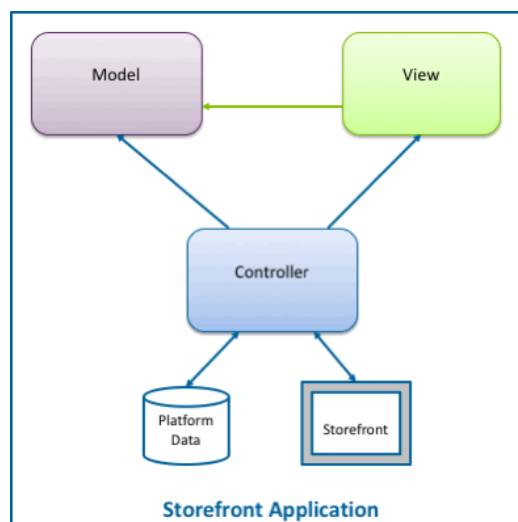 Model
View
Controller
Platform
Data
Storefront
Storefront Application